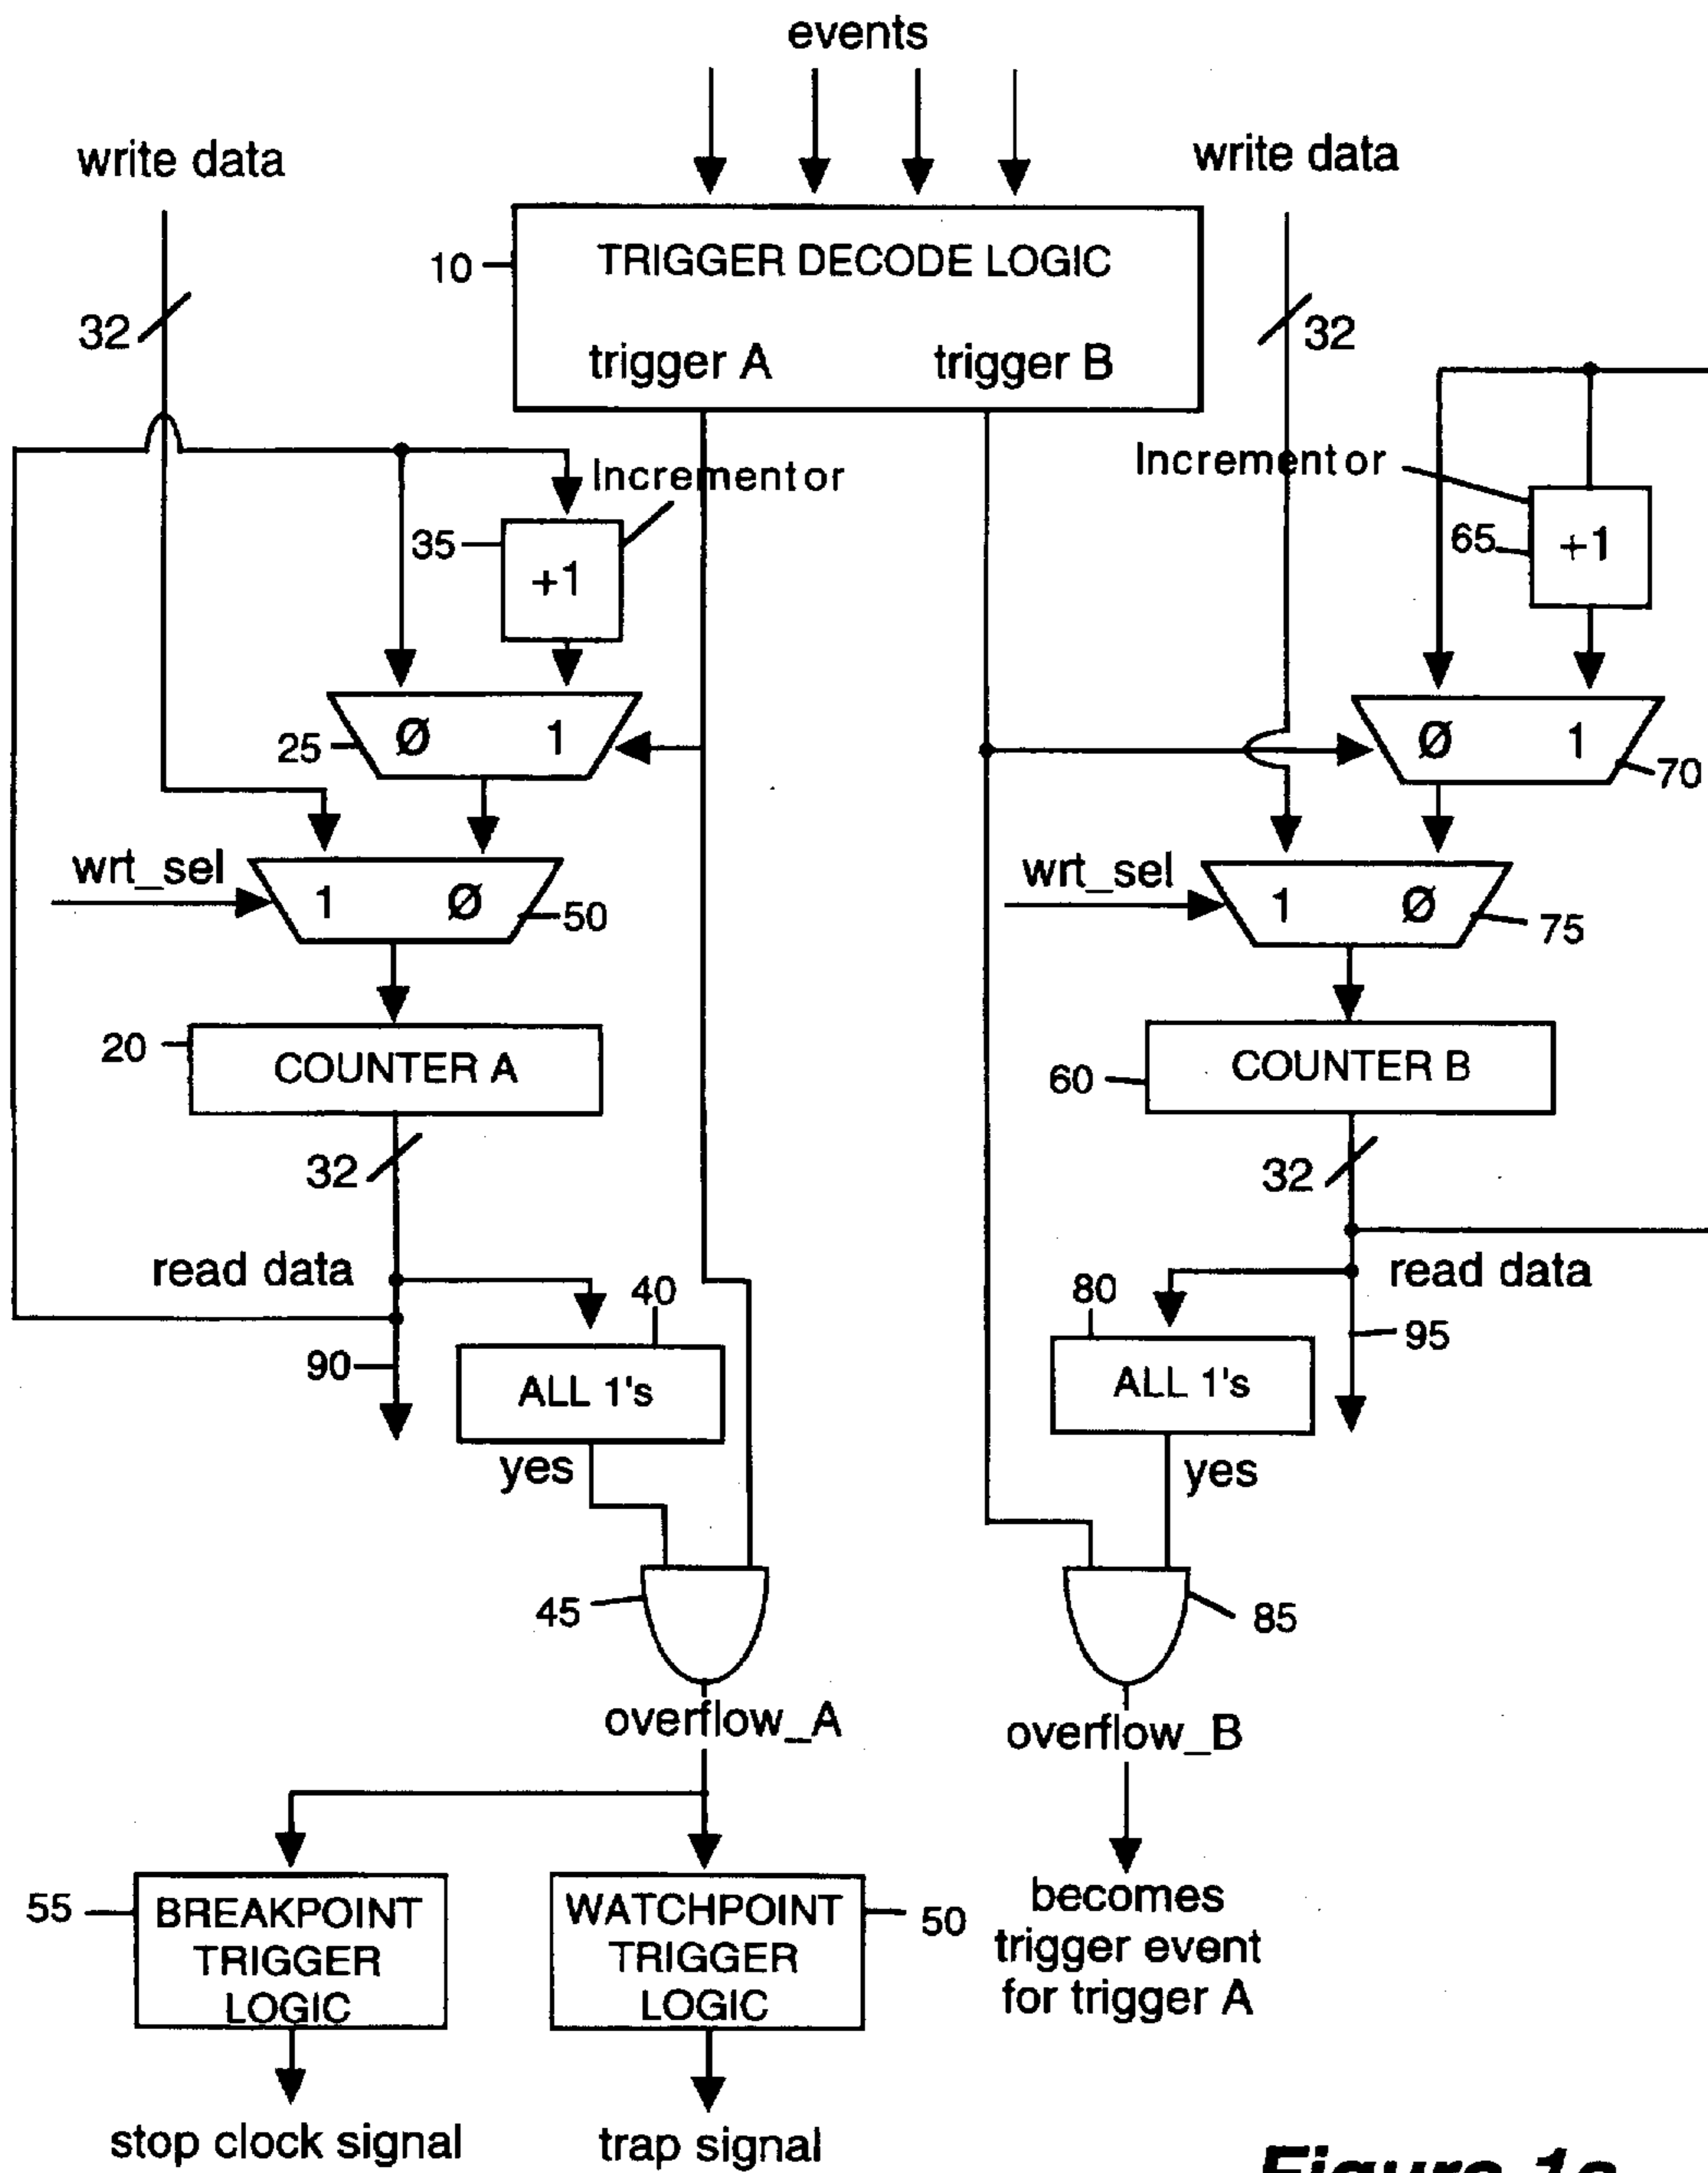 events
write data
write data
10
TRIGGER DECODE LOGIC
32
32
trigger A
trigger B
Incrementor
Incrementor
35
+1
65
+1
25
Ø
1
Ø
1
70
wrt_sel
1
Ø
50
wrt_sel
1
Ø
75
20
COUNTER A
60
COUNTER B
32
32
read data
read data
40
80
90
95
ALL 1's
ALL 1's
yes
yes
45
85
overflow_A
overflow_B
55
BREAKPOINT
TRIGGER
LOGIC
WATCHPOINT
TRIGGER
LOGIC
50
becomes
trigger event
for trigger A
stop clock signal
trap signal